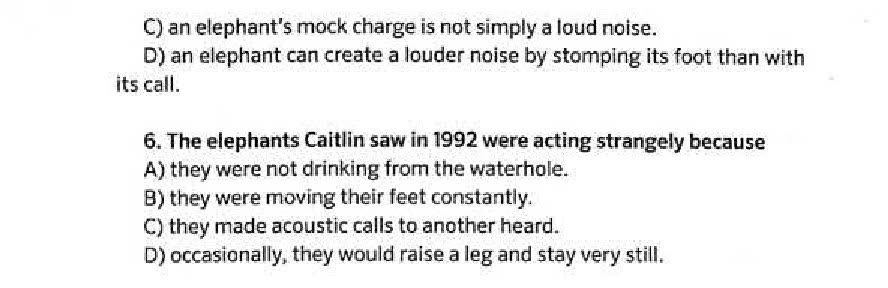 C) an elephant's mock charge is not simply a loud noise.
D) an elephant can create a louder noise by stomping its foot than with
its call.
6. The elephants Caitlin saw in 1992 were acting strangely because
A) they were not drinking from the waterhole.
B) they were moving their feet constantly.
C) they made acoustic calls to another heard.
D) occasionally, they would raise a leg and stay very still.